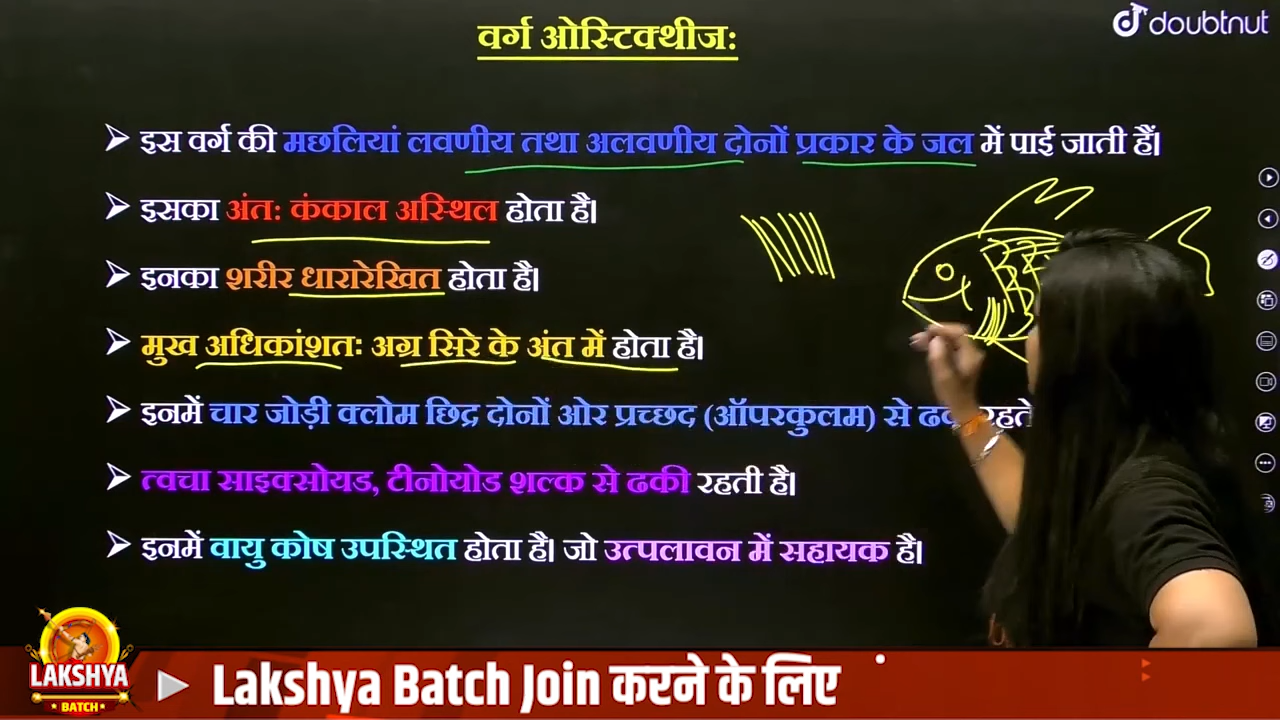 doubtnut
वर्ग ओस्टिक्थीजः
इस वर्ग की मछलियां लवणीय तथा अलवणीय दोनों प्रकार के जल में पाई जाती हैं।
इसका अंतः कंकाल अस्थिल होता है।
इनका शरीर धारारेखित होता है।
मुख अधिकांशतः अग्र सिरे के अंत में होता है।
इनमें चार जोड़ी क्लोम छिद्र दोनों ओर प्रच्छद (ऑपरकुलम) से रहते
त्वचा साइक्सोयड, टीनोयोड शल्क से ढकी रहती है।
इनमें वायु कोष उपस्थित होता है। जो उत्पलावन में सहायक है।
LAKSHYA
BATCH
Lakshya Batch Join करने के लिए